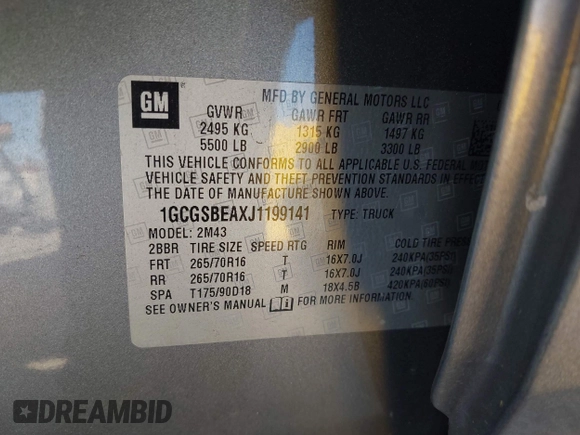 GM
MFD BY GENERAL MOTORS LLC
GVWR GAWR FRT GAWR RR
2495 KG 1315 KG 1497 KG
5500 LB 2900 LB 3300 LB
THIS VEHICLE CONFORMS TO ALL APPLICABLE U.S. FEDERAL MOTOR
VEHICLE SAFETY AND THEFT PREVENTION STANDARDS IN EFFECT ON
THE DATE OF MANUFACTURE SHOWN ABOVE.
1GCGSBEAXJ1199141 TYPE: TRUCK
MODEL: 2M43
2BBR TIRE SIZE SPEED RTG RIM COLD TIRE
FRT 265/70R16 T 16X7.0J 240KPA(35PSI)
RR 265/70R16 T 16X7.0J 240KPA(35PSI)
SPA T175/90D18 M 18X4.5B 420KPA(60PSI)
SEE OWNER'S MANUAL FOR MORE INFORMATION.
DREAMBID